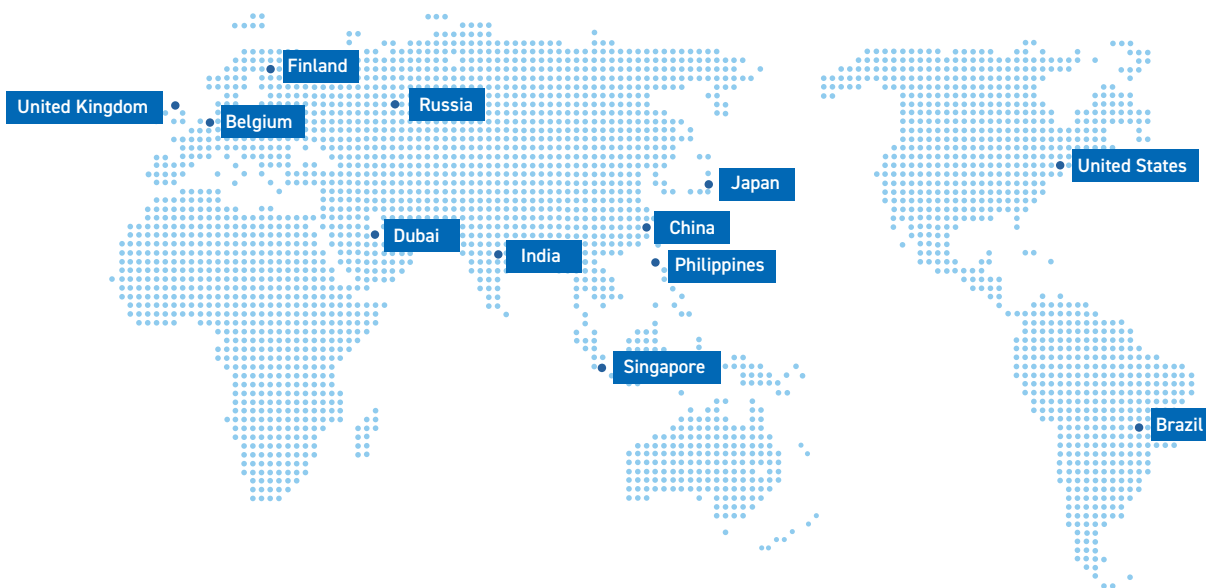 Finland
United Kingdom
Russia
Belgium
United States
Japan
China
Dubai
India
Philippines
Singapore
Brazil